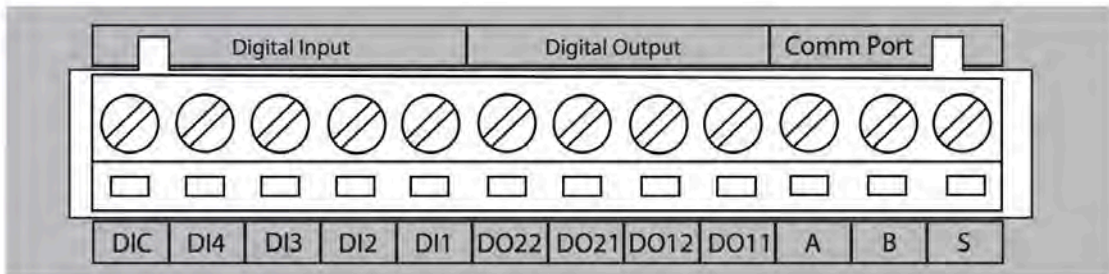 Digital Input Digital Output Comm Port
DIC DI4 DI3 DI2 DI1 DO22 DO21 DO12 DO11 A B S